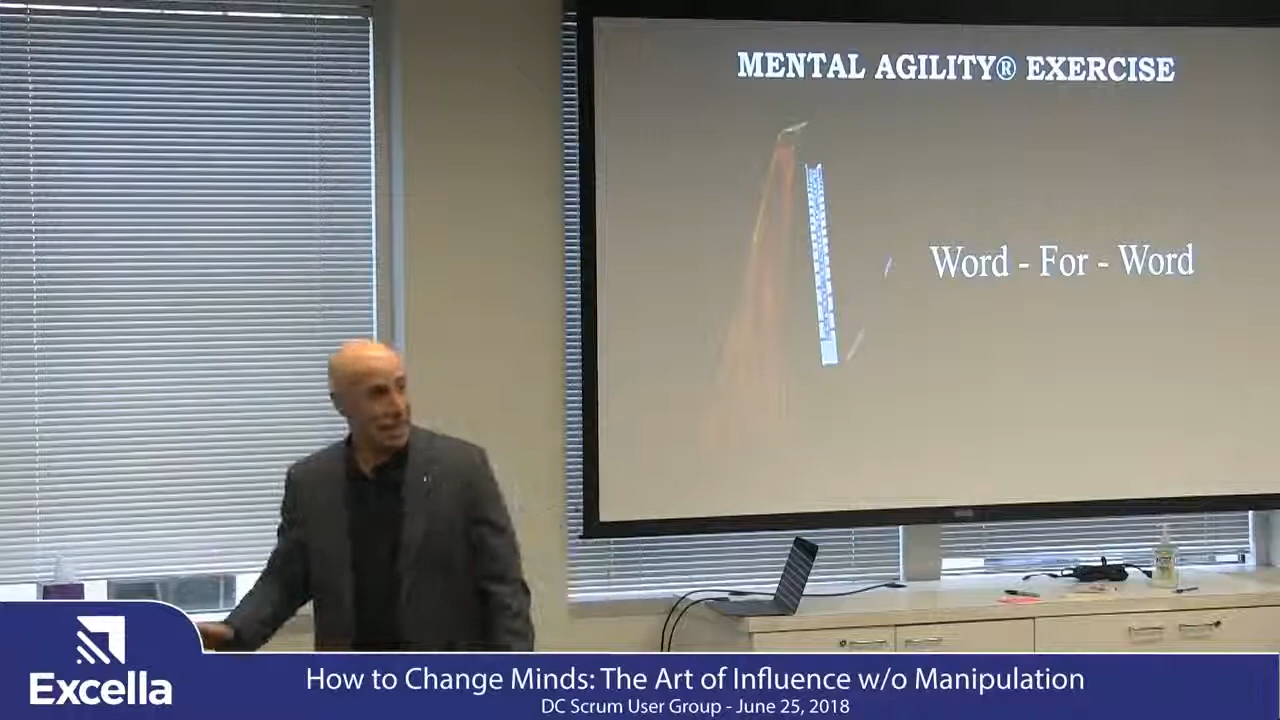 MENTAL AGILITY® EXERCISE
Word - For - Word
Excella
How to Change Minds: The Art of Influence w/o Manipulation
DC Scrum User Group - June 25, 2018